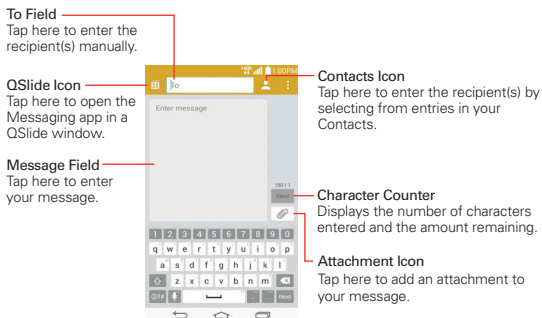 To Field
Tap here to enter the
recipient(s) manually.
QSlide Icon
Tap here to open the
Messaging app in a
QSlide window.
Message Field
Tap here to enter
your message.
1:00PM
To
Enter message
160 / 1
Send
1 2 3 4 5 6 7 8 9 0
q w e r t y u i o p
a s d f g h j k l
z x c v b n m
Next
Contacts Icon
Tap here to enter the recipient(s) by
selecting from entries in your
Contacts.
Character Counter
Displays the number of characters
entered and the amount remaining.
Attachment Icon
Tap here to add an attachment to
your message.